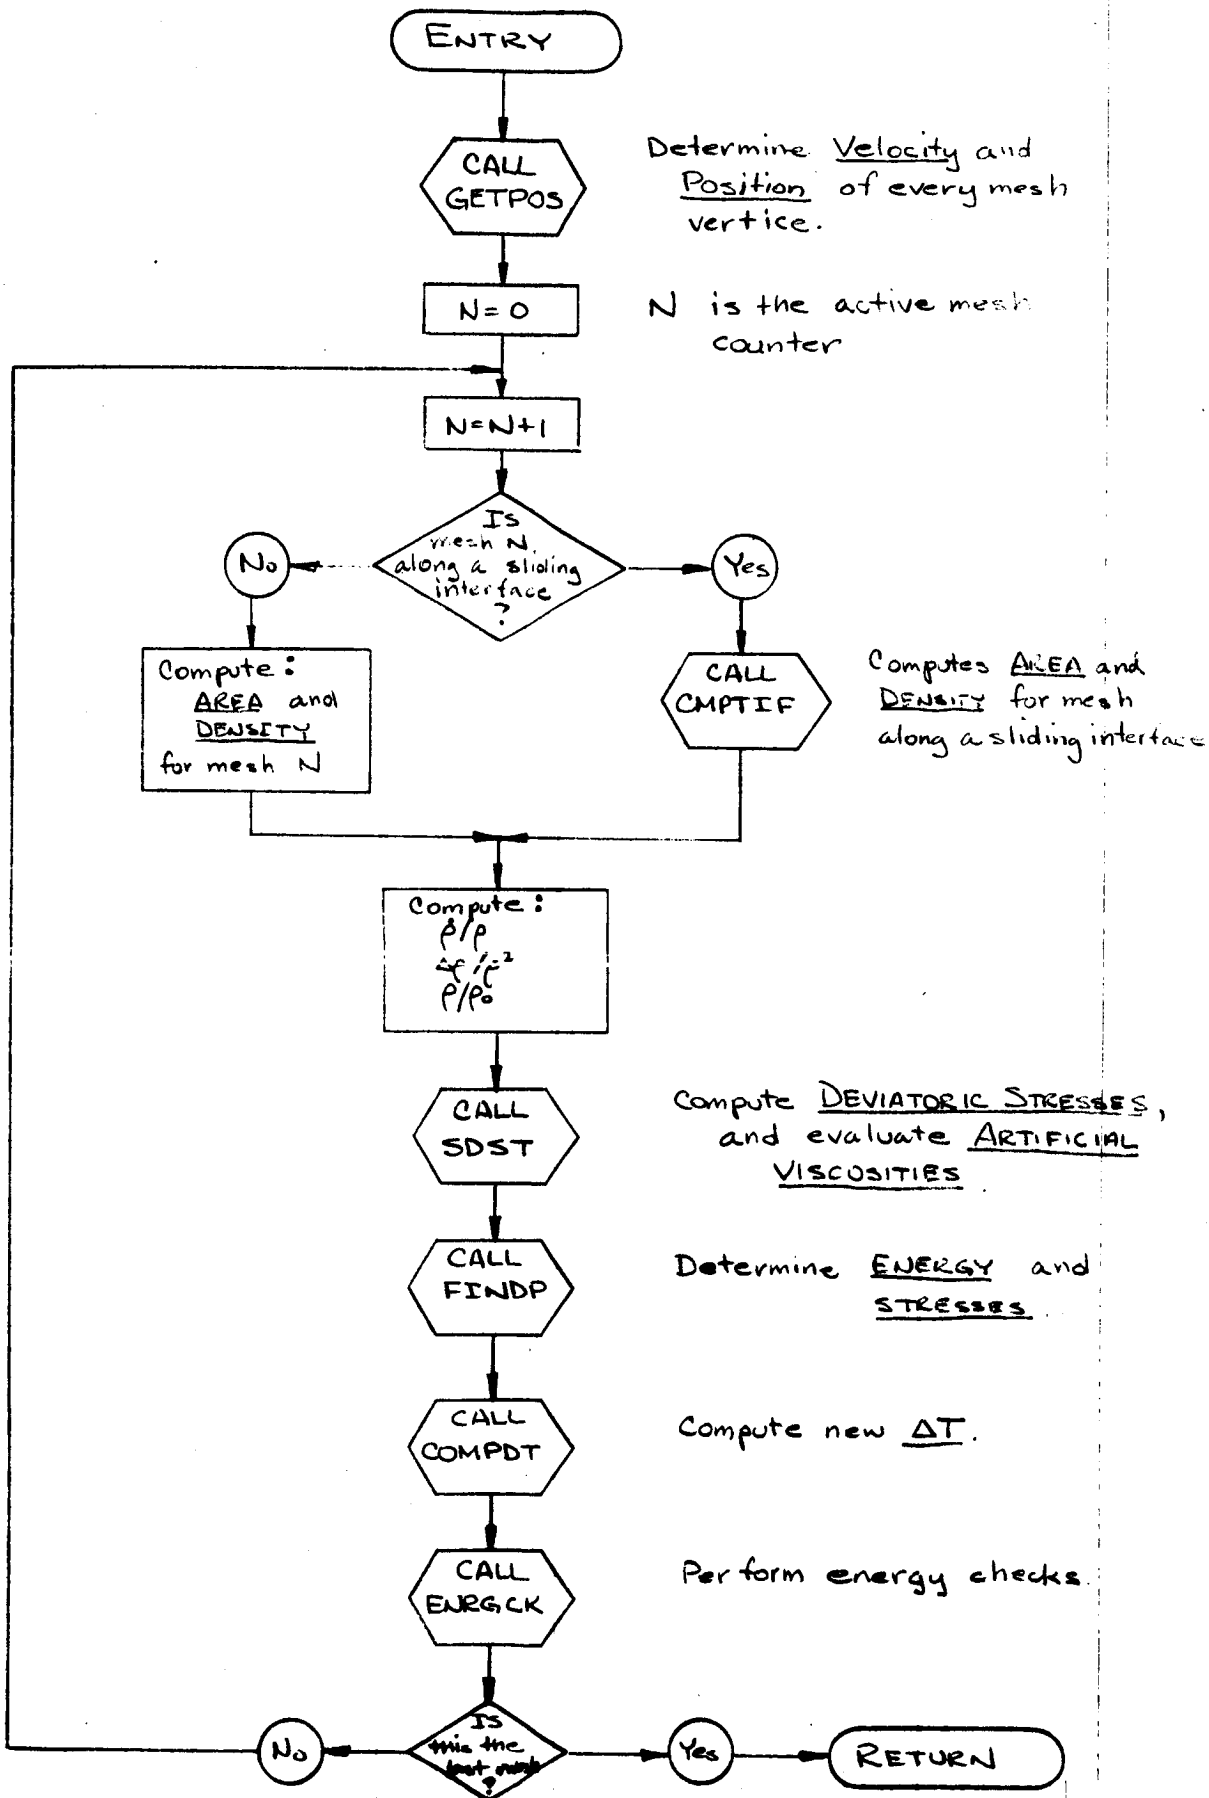 ENTRY
CALL
GETPOS
Determine Velocity and
Position of every mesh
vertice.
N=0
N is the active mesh
counter
N=N+1
Is
mesh N
along a sliding
interface
?
No
Yes
Compute:
AREA and
DENSITY
for mesh N
CALL
CMPTIF
Computes AREA and
DENSITY for mesh
along a sliding interface
Compute:
ρ̇/ρ
ρ/ρ₀
CALL
SDST
Compute DEVIATORIC STRESSES,
and evaluate ARTIFICIAL
VISCOSITIES
CALL
FINDP
Determine ENERGY and
STRESSES.
CALL
COMPDT
Compute new ΔT.
CALL
ENRGCK
Perform energy checks.
Is
this the
last mesh
?
No
Yes
RETURN